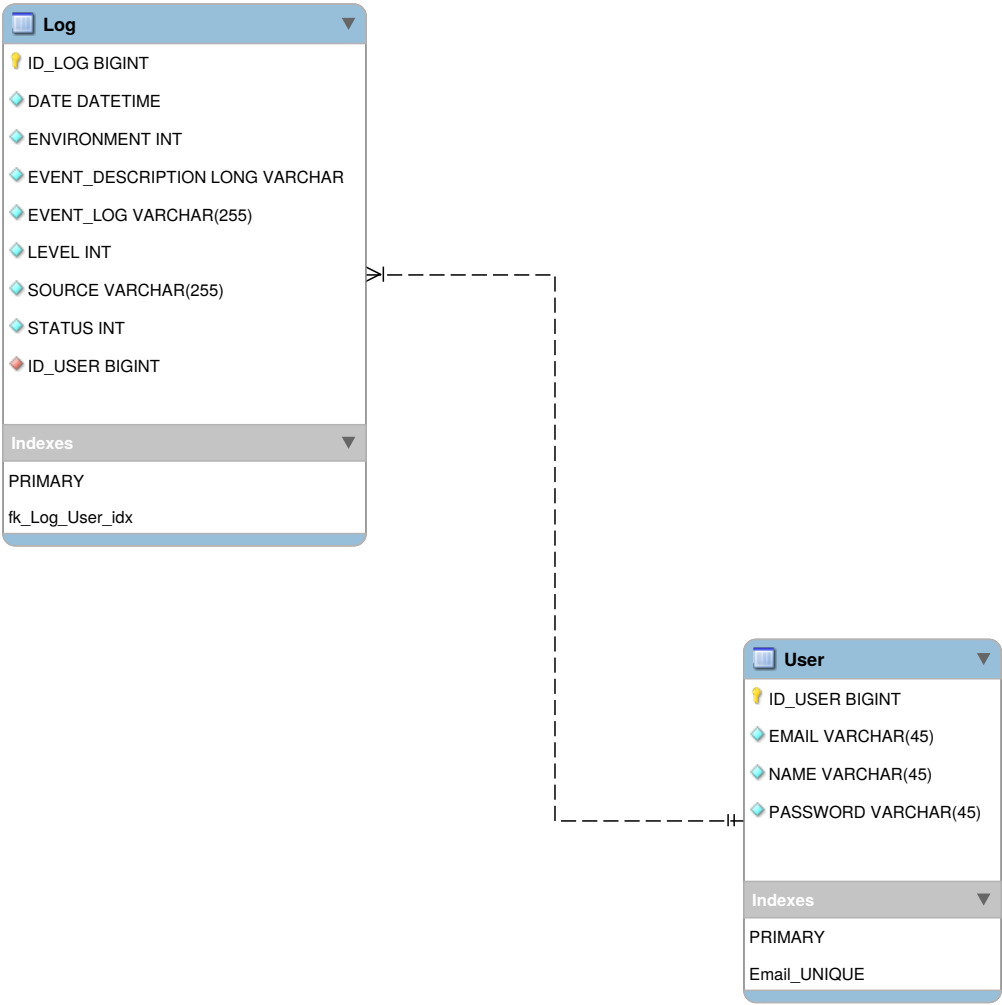 Log
ID_LOG BIGINT
DATE DATETIME
ENVIRONMENT INT
EVENT_DESCRIPTION LONG VARCHAR
EVENT_LOG VARCHAR(255)
LEVEL INT
SOURCE VARCHAR(255)
STATUS INT
ID_USER BIGINT
Indexes
PRIMARY
fk_Log_User_idx
User
ID_USER BIGINT
EMAIL VARCHAR(45)
NAME VARCHAR(45)
PASSWORD VARCHAR(45)
Indexes
PRIMARY
Email_UNIQUE